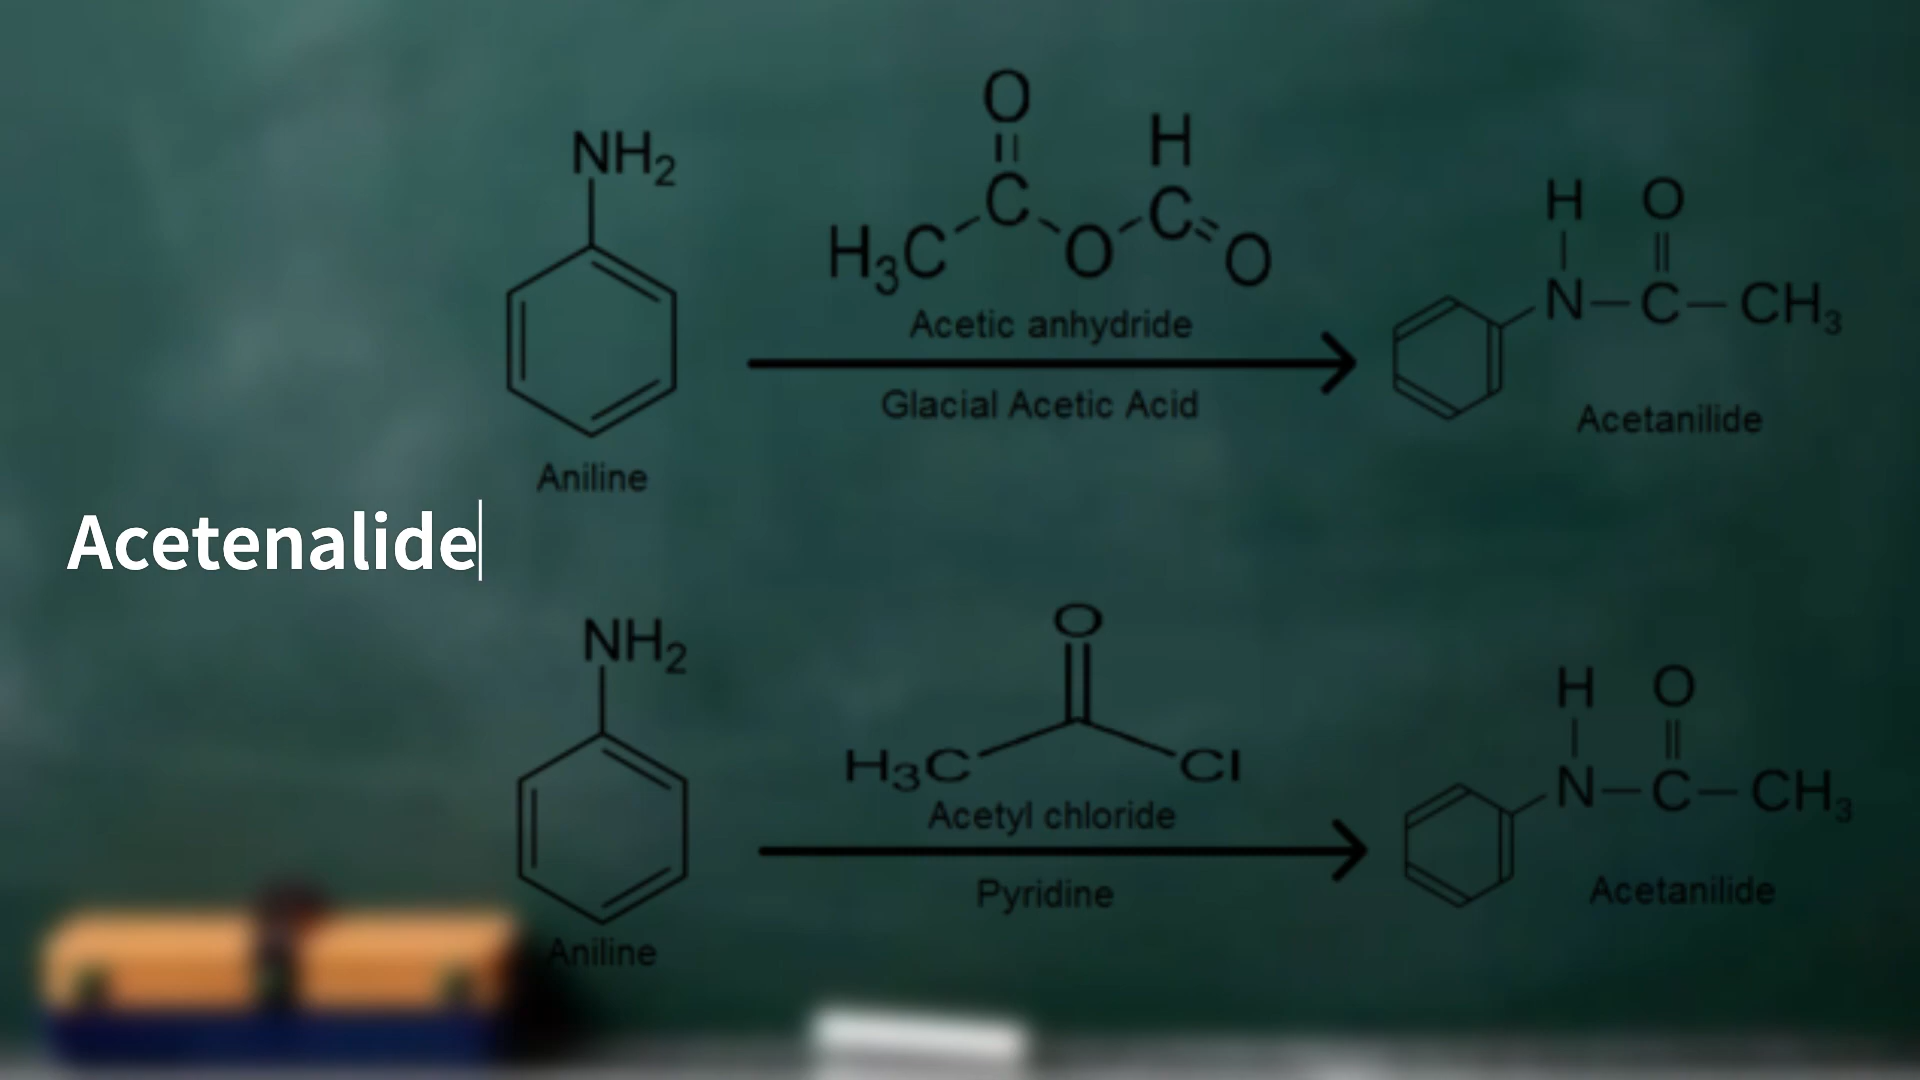 NH2
Aniline
O
H
H3C C O C O
Acetic anhydride
Glacial Acetic Acid
H O
N C CH3
Acetanilide
Acetenalide
NH2
Aniline
O
H3C Cl
Acetyl chloride
Pyridine
H O
N C CH3
Acetanilide